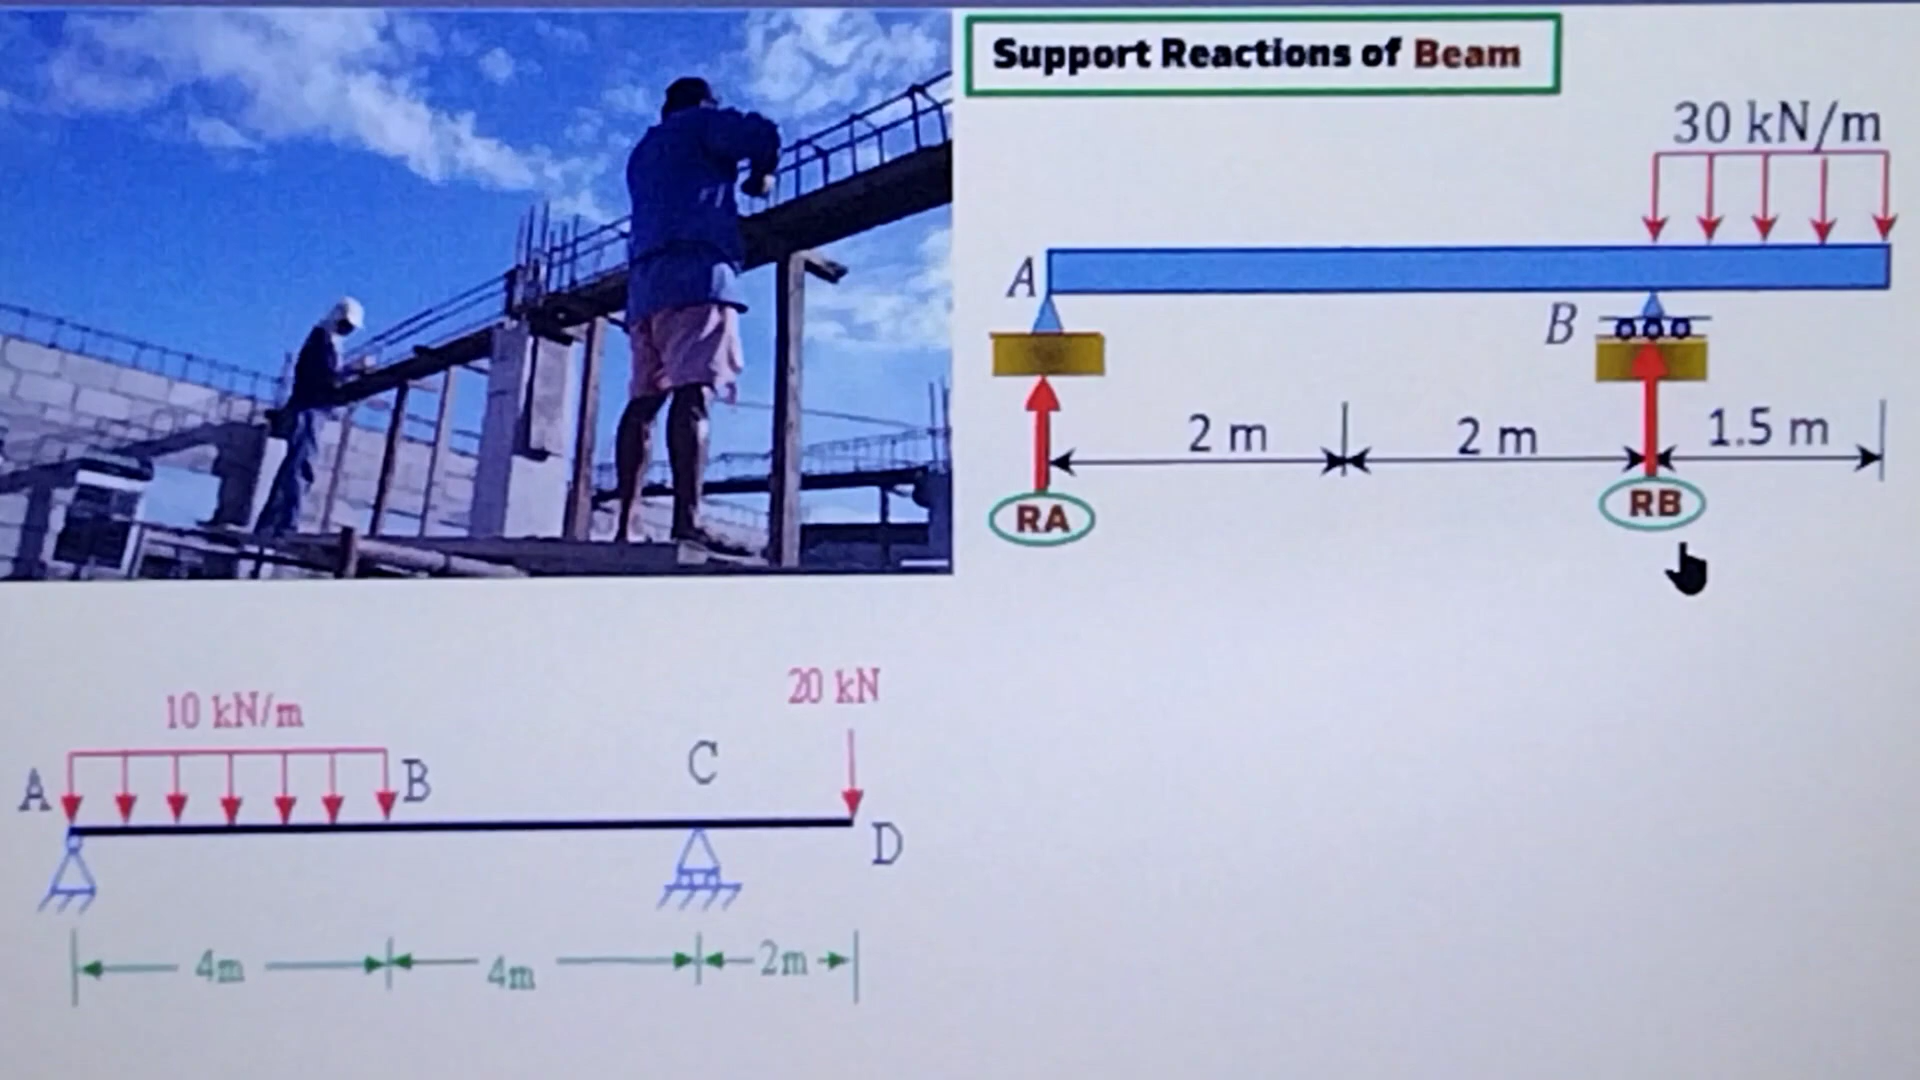 Support Reactions of Beam
30 kN/m
A
B
2 m
2 m
1.5 m
RA
RB
10 kN/m
20 kN
A
B
C
D
4m
4m
2m